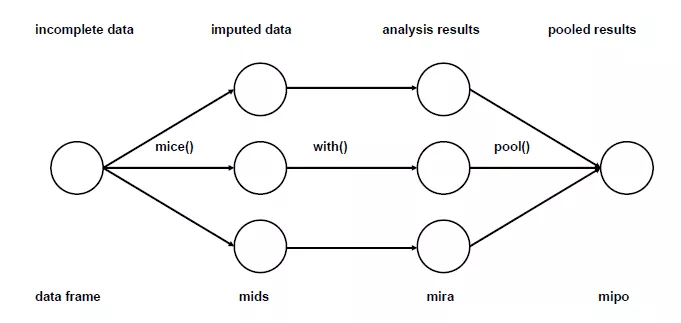 incomplete data imputed data analysis results pooled results
mice() with() pool()
data frame mids mira mipo